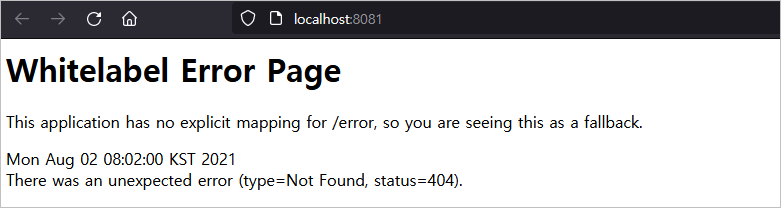 localhost:8081
Whitelabel Error Page
This application has no explicit mapping for /error, so you are seeing this as a fallback.
Mon Aug 02 08:02:00 KST 2021
There was an unexpected error (type=Not Found, status=404).